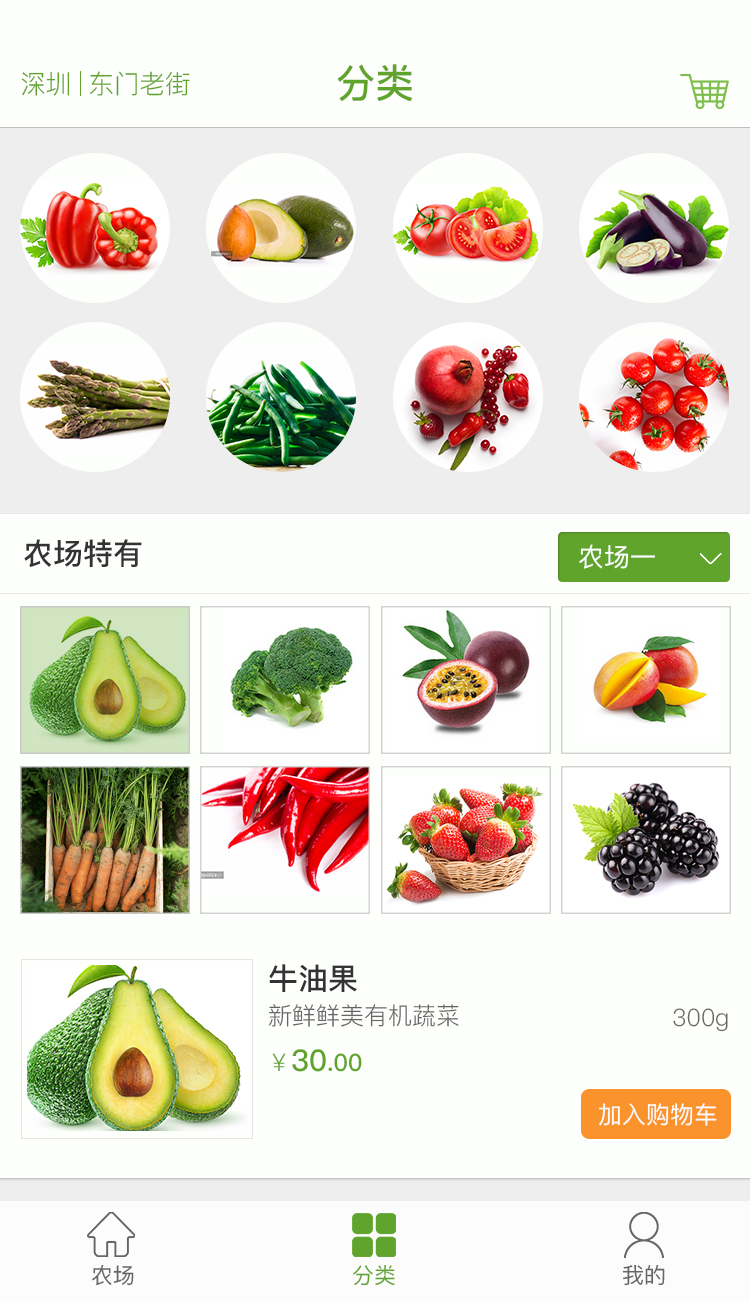 深圳 | 东门老街
分类
农场特有
农场一
牛油果
新鲜鲜美有机蔬菜
300g
￥30.00
加入购物车
农场
分类
我的